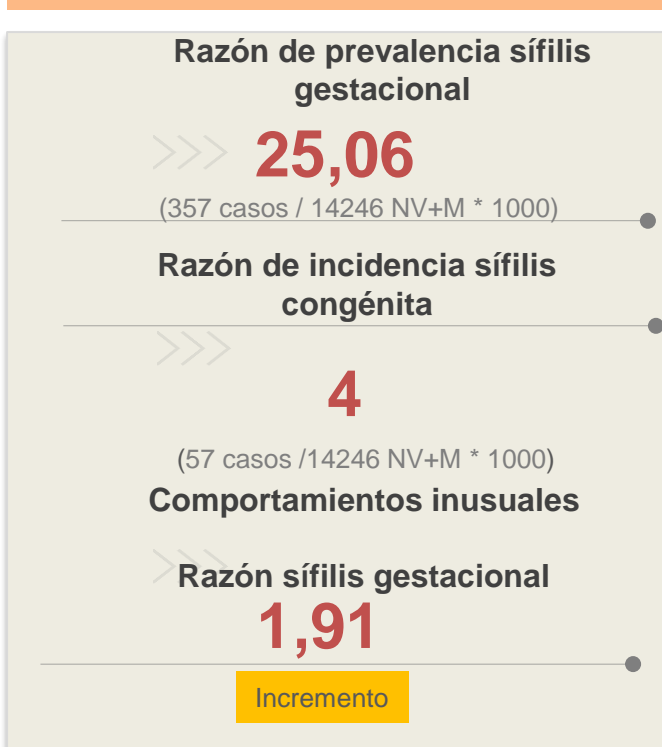 Razón de prevalencia sífilis
gestacional
25,06
(357 casos / 14246 NV+M * 1000)
Razón de incidencia sífilis
congénita
4
(57 casos /14246 NV+M * 1000)
Comportamientos inusuales
Razón sífilis gestacional
1,91
Incremento